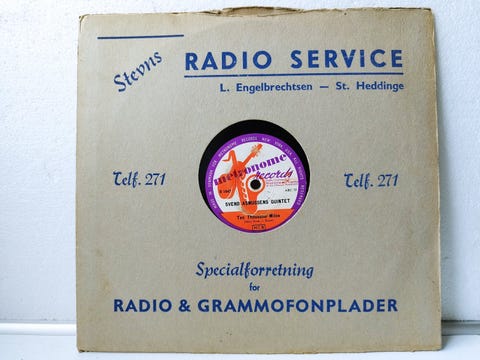 Stevns
RADIO SERVICE
L. Engelbrechtsen — St. Heddinge
metronome
records
SVEND ASMUSSENS QUINTET
Ten Thousand Miles
Telf. 271
Telf. 271
Specialforretning
for
RADIO & GRAMMOFONPLADER